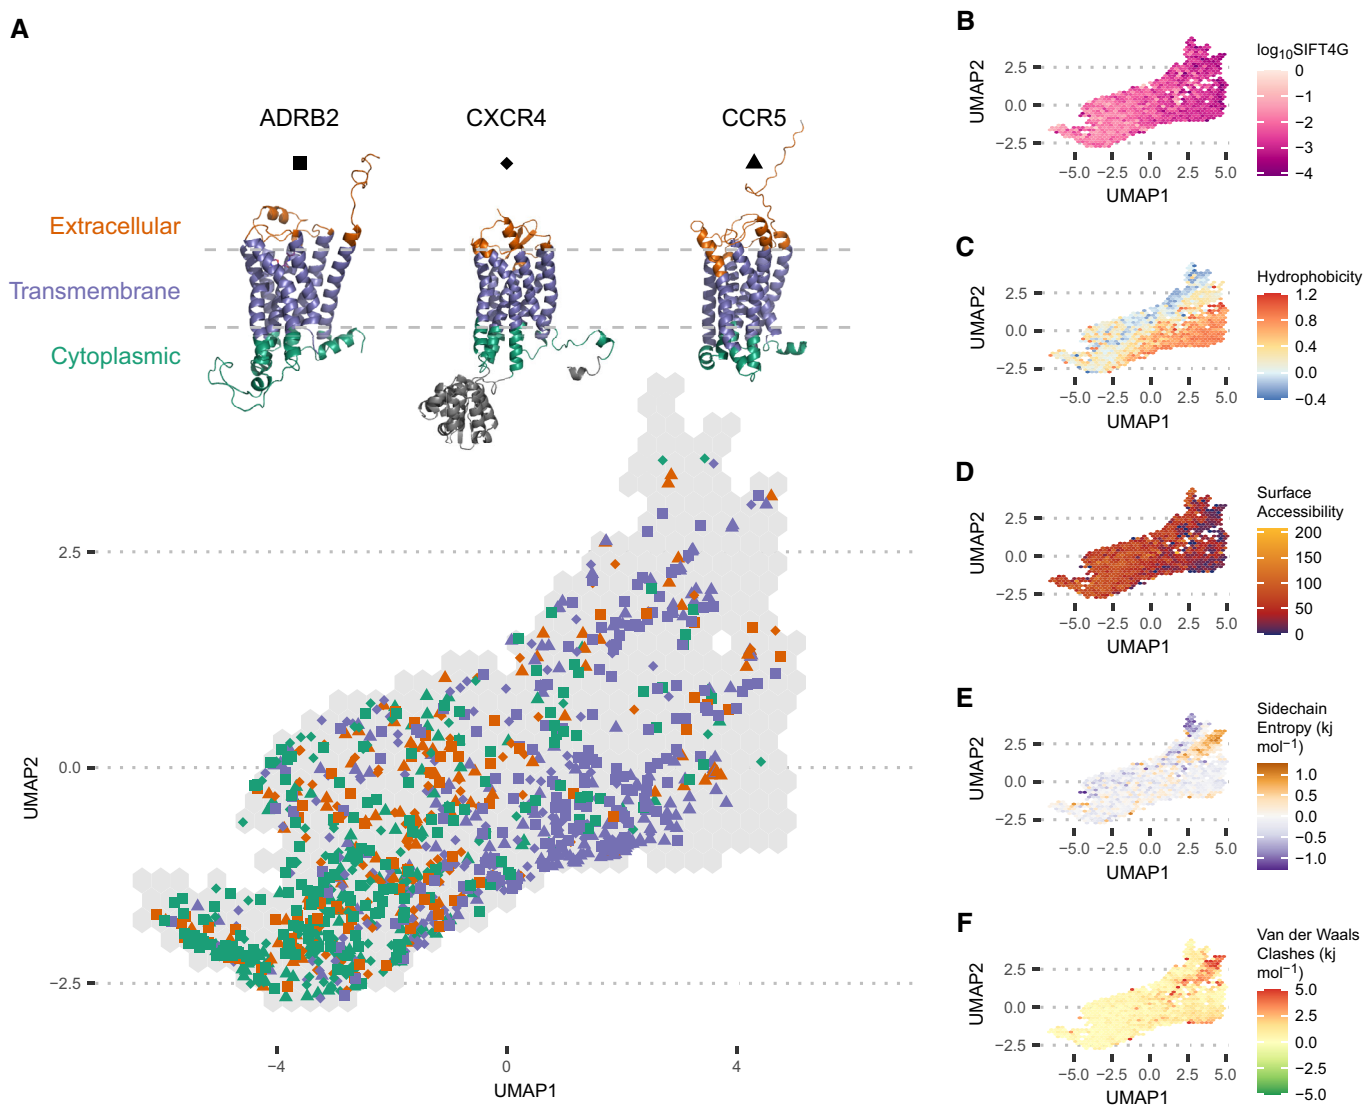 A
ADRB2
CXCR4
CCR5
Extracellular
Transmembrane
Cytoplasmic
UMAP2
2.5
0.0
−2.5
−4
0
4
UMAP1
B
UMAP2
2.5
0.0
−2.5
−5.0
−2.5
0.0
2.5
5.0
UMAP1
log₁₀SIFT4G
0
−1
−2
−3
−4
C
UMAP2
2.5
0.0
−2.5
−5.0
−2.5
0.0
2.5
5.0
UMAP1
Hydrophobicity
1.2
0.8
0.4
0.0
−0.4
D
UMAP2
2.5
0.0
−2.5
−5.0
−2.5
0.0
2.5
5.0
UMAP1
Surface
Accessibility
200
150
100
50
0
E
UMAP2
2.5
0.0
−2.5
−5.0
−2.5
0.0
2.5
5.0
UMAP1
Sidechain
Entropy (kj
mol⁻¹)
1.0
0.5
0.0
−0.5
−1.0
F
UMAP2
2.5
0.0
−2.5
−5.0
−2.5
0.0
2.5
5.0
UMAP1
Van der Waals
Clashes (kj
mol⁻¹)
5.0
2.5
0.0
−2.5
−5.0